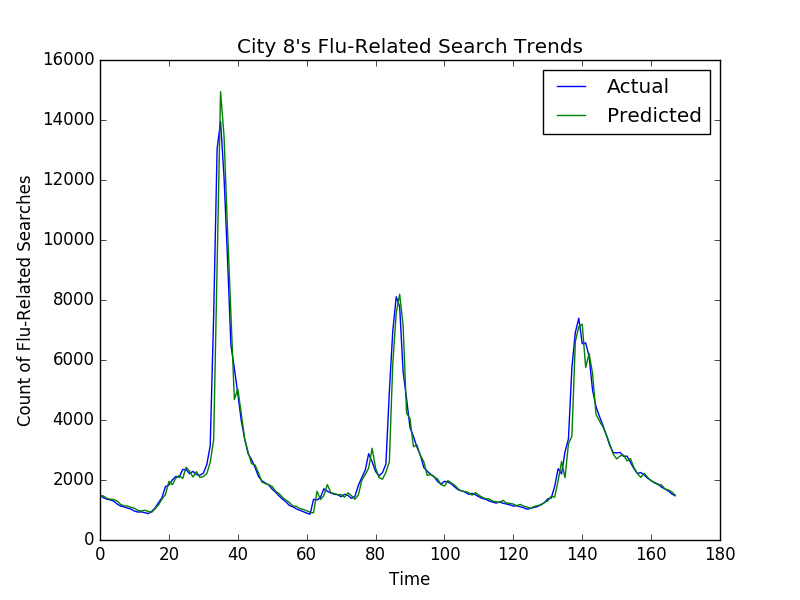 City 8's Flu-Related Search Trends
Count of Flu-Related Searches
16000
14000
12000
10000
8000
6000
4000
2000
0
Actual
Predicted
0 20 40 60 80 100 120 140 160 180
Time